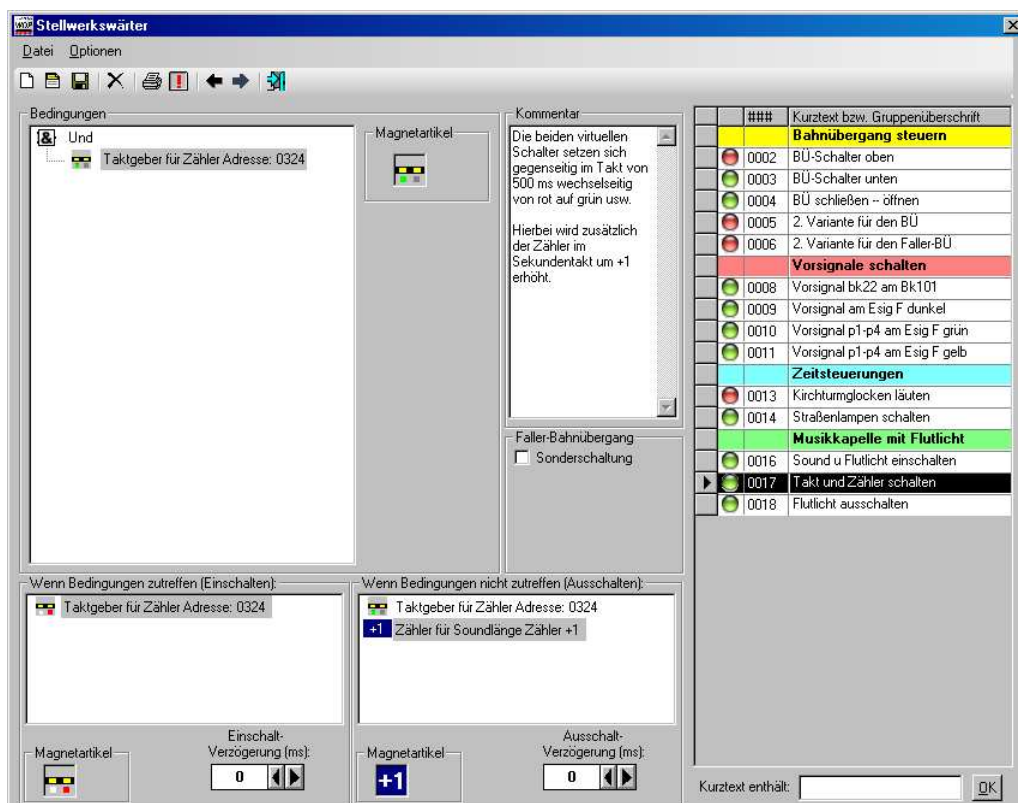 Stellwerkswärter
Datei Optionen
Bedingungen
{&} Und
Taktgeber für Zähler Adresse: 0324
Magnetartikel
Kommentar
Die beiden virtuellen
Schalter setzen sich
gegenseitig im Takt von
500 ms wechselseitig
von rot auf grün usw.
Hierbei wird zusätzlich
der Zähler im
Sekundentakt um +1
erhöht.
Faller-Bahnübergang
Sonderschaltung
Wenn Bedingungen zutreffen (Einschalten):
Taktgeber für Zähler Adresse: 0324
Magnetartikel
Einschalt-
Verzögerung (ms):
0
Wenn Bedingungen nicht zutreffen (Ausschalten):
Taktgeber für Zähler Adresse: 0324
+1 Zähler für Soundlänge Zähler +1
Magnetartikel
+1
Ausschalt-
Verzögerung (ms):
0
### Kurztext bzw. Gruppenüberschrift
Bahnübergang steuern
0002 BÜ-Schalter oben
0003 BÜ-Schalter unten
0004 BÜ schließen -- öffnen
0005 2. Variante für den BÜ
0006 2. Variante für den Faller-BÜ
Vorsignale schalten
0008 Vorsignal bk22 am Bk101
0009 Vorsignal am Esig F dunkel
0010 Vorsignal p1-p4 am Esig F grün
0011 Vorsignal p1-p4 am Esig F gelb
Zeitsteuerungen
0013 Kirchturmglocken läuten
0014 Straßenlampen schalten
Musikkapelle mit Flutlicht
0016 Sound u Flutlicht einschalten
0017 Takt und Zähler schalten
0018 Flutlicht ausschalten
Kurztext enthält:
OK